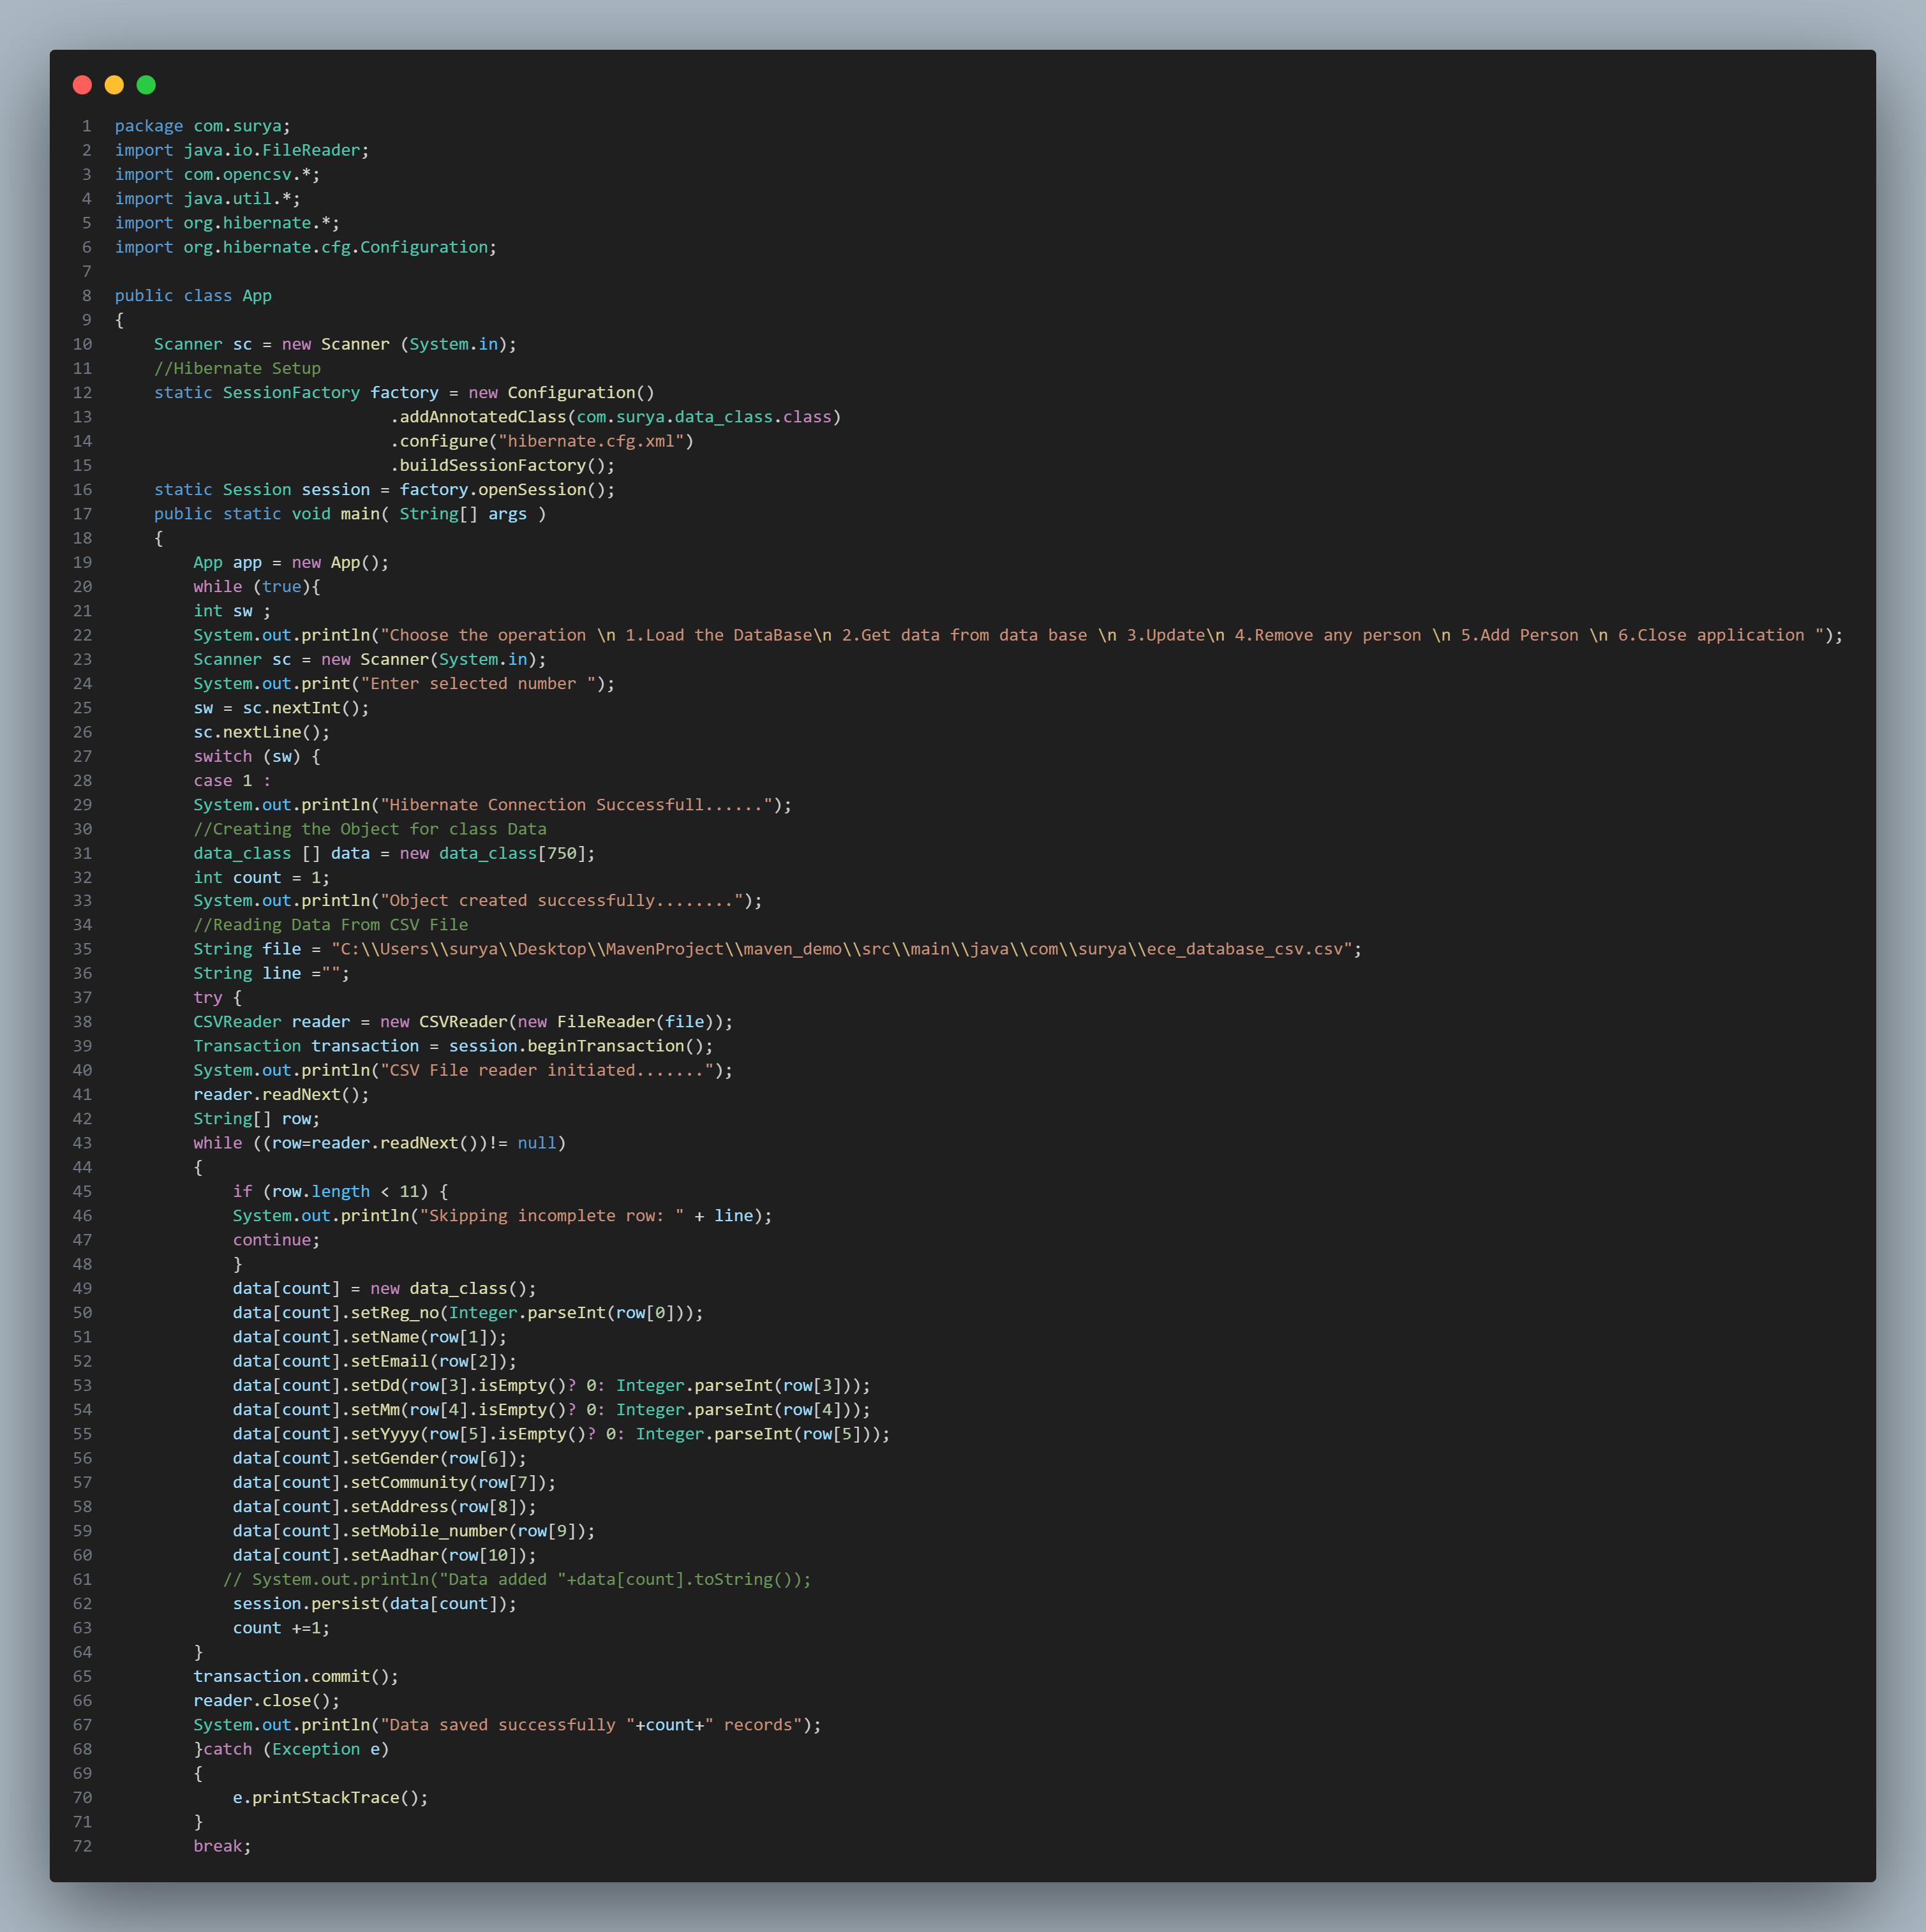 1 package com.surya;
2 import java.io.FileReader;
3 import com.opencsv.*;
4 import java.util.*;
5 import org.hibernate.*;
6 import org.hibernate.cfg.Configuration;
7
8 public class App
9 {
10     Scanner sc = new Scanner (System.in);
11     //Hibernate Setup
12     static SessionFactory factory = new Configuration()
13                             .addAnnotatedClass(com.surya.data_class.class)
14                             .configure("hibernate.cfg.xml")
15                             .buildSessionFactory();
16     static Session session = factory.openSession();
17     public static void main( String[] args )
18     {
19         App app = new App();
20         while (true){
21         int sw ;
22         System.out.println("Choose the operation \n 1.Load the DataBase\n 2.Get data from data base \n 3.Update\n 4.Remove any person \n 5.Add Person \n 6.Close application ");
23         Scanner sc = new Scanner(System.in);
24         System.out.print("Enter selected number ");
25         sw = sc.nextInt();
26         sc.nextLine();
27         switch (sw) {
28         case 1 :
29         System.out.println("Hibernate Connection Successfull......");
30         //Creating the Object for class Data
31         data_class [] data = new data_class[750];
32         int count = 1;
33         System.out.println("Object created successfully........");
34         //Reading Data From CSV File
35         String file = "C:\\Users\\surya\\Desktop\\MavenProject\\maven_demo\\src\\main\\java\\com\\surya\\ece_database_csv.csv";
36         String line ="";
37         try {
38         CSVReader reader = new CSVReader(new FileReader(file));
39         Transaction transaction = session.beginTransaction();
40         System.out.println("CSV File reader initiated.......");
41         reader.readNext();
42         String[] row;
43         while ((row=reader.readNext())!= null)
44         {
45             if (row.length < 11) {
46             System.out.println("Skipping incomplete row: " + line);
47             continue;
48             }
49             data[count] = new data_class();
50             data[count].setReg_no(Integer.parseInt(row[0]));
51             data[count].setName(row[1]);
52             data[count].setEmail(row[2]);
53             data[count].setDd(row[3].isEmpty()? 0: Integer.parseInt(row[3]));
54             data[count].setMm(row[4].isEmpty()? 0: Integer.parseInt(row[4]));
55             data[count].setYyyy(row[5].isEmpty()? 0: Integer.parseInt(row[5]));
56             data[count].setGender(row[6]);
57             data[count].setCommunity(row[7]);
58             data[count].setAddress(row[8]);
59             data[count].setMobile_number(row[9]);
60             data[count].setAadhar(row[10]);
61            // System.out.println("Data added "+data[count].toString());
62             session.persist(data[count]);
63             count +=1;
64         }
65         transaction.commit();
66         reader.close();
67         System.out.println("Data saved successfully "+count+" records");
68         }catch (Exception e)
69         {
70             e.printStackTrace();
71         }
72         break;